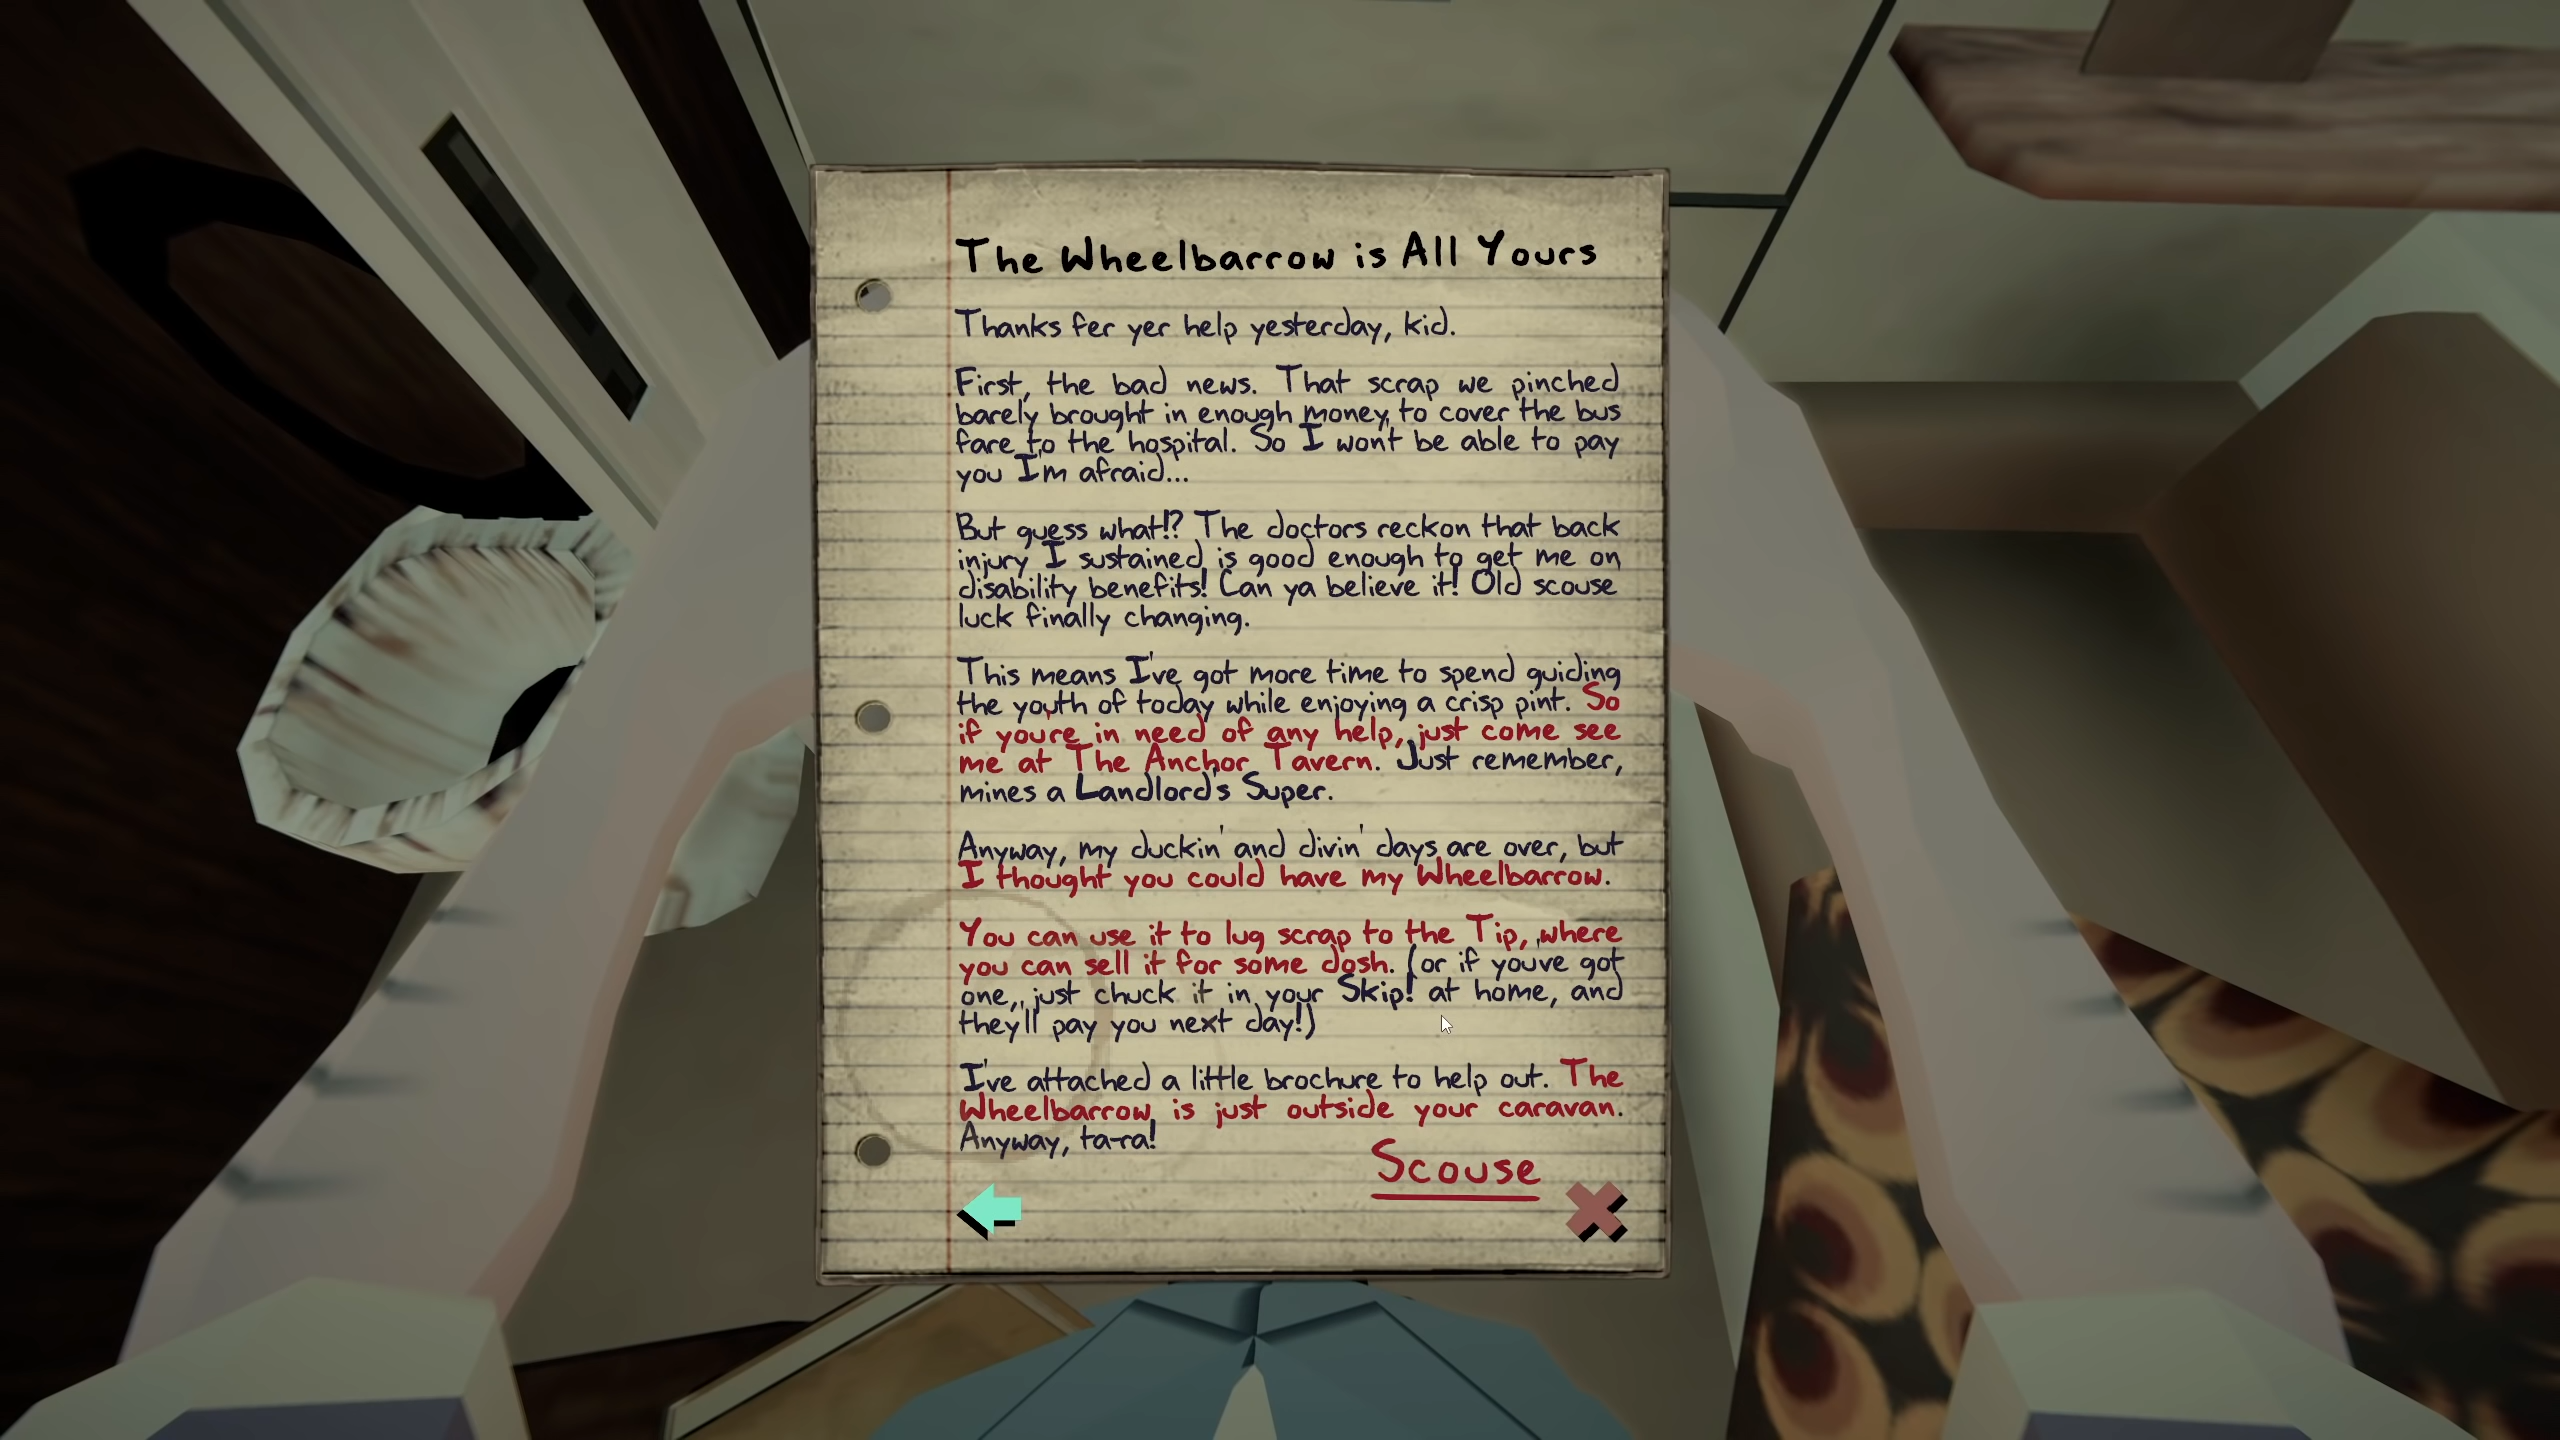 The Wheelbarrow is All Yours
Thanks fer yer help yesterday, kid.
First, the bad news. That scrap we pinched
barely brought in enough money to cover the bus
fare to the hospital. So I won't be able to pay
you I'm afraid...
But guess what!? The doctors reckon that back
injury I sustained is good enough to get me on
disability benefits! Can ya believe it! Old scouse
luck finally changing.
This means I've got more time to spend guiding
the youth of today while enjoying a crisp pint. So
if you're in need of any help, just come see
me at The Anchor Tavern. Just remember,
mines a Landlord's Super.
Anyway, my duckin' and divin' days are over, but
I thought you could have my Wheelbarrow.
You can use it to lug scrap to the Tip, where
you can sell it for some dosh. (or if you've got
one, just chuck it in your Skip! at home, and
they'll pay you next day!)
I've attached a little brochure to help out. The
Wheelbarrow is just outside your caravan.
Anyway, ta-ra!
Scouse